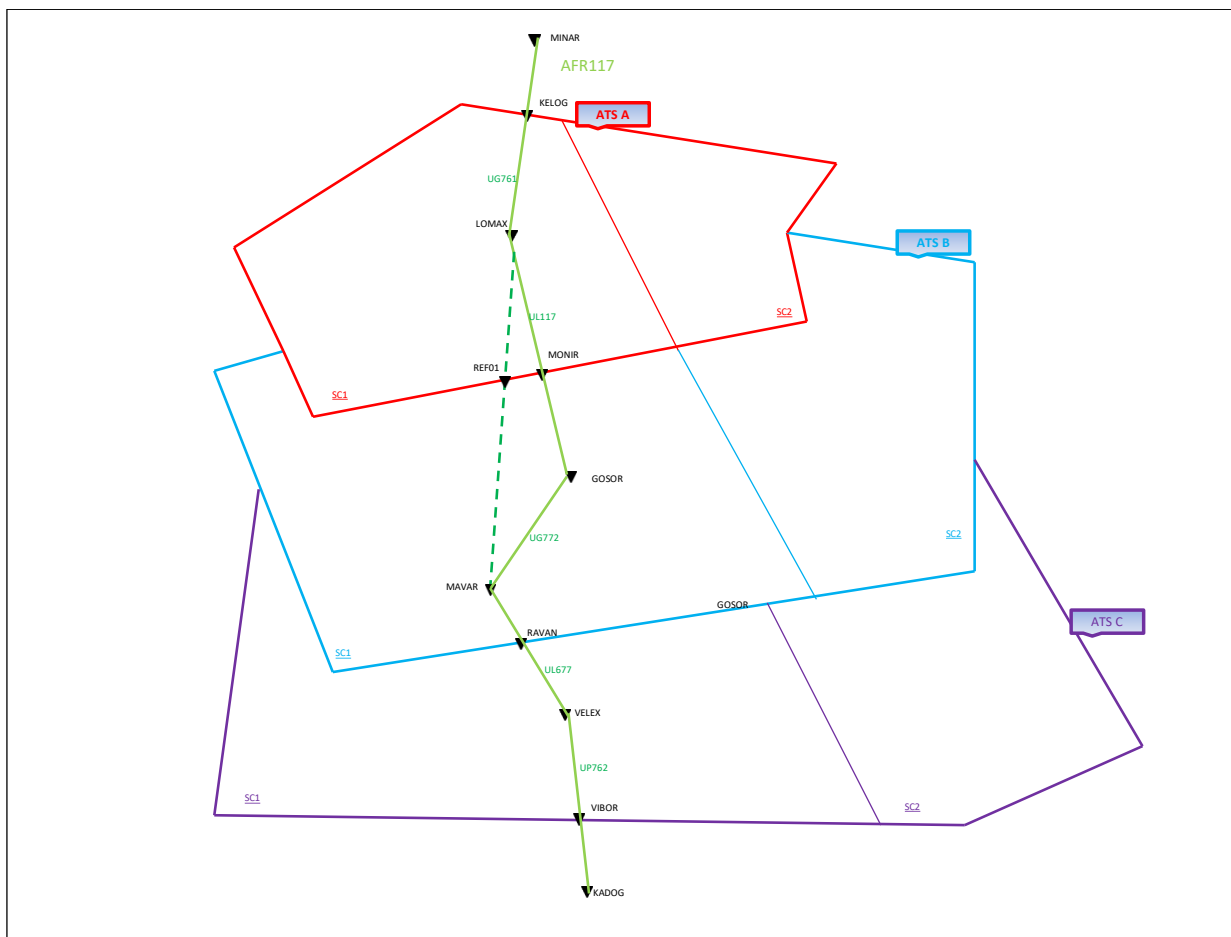 MINAR
AFR117
KELOG
ATS A
UG761
LOMAX
ATS B
SC2
UL117
MONIR
REF01
SC1
GOSOR
SC2
UG772
MAVAR
GOSOR
ATS C
RAVAN
SC1
UL677
VELEX
UP762
SC1
VIBOR
SC2
KADOG